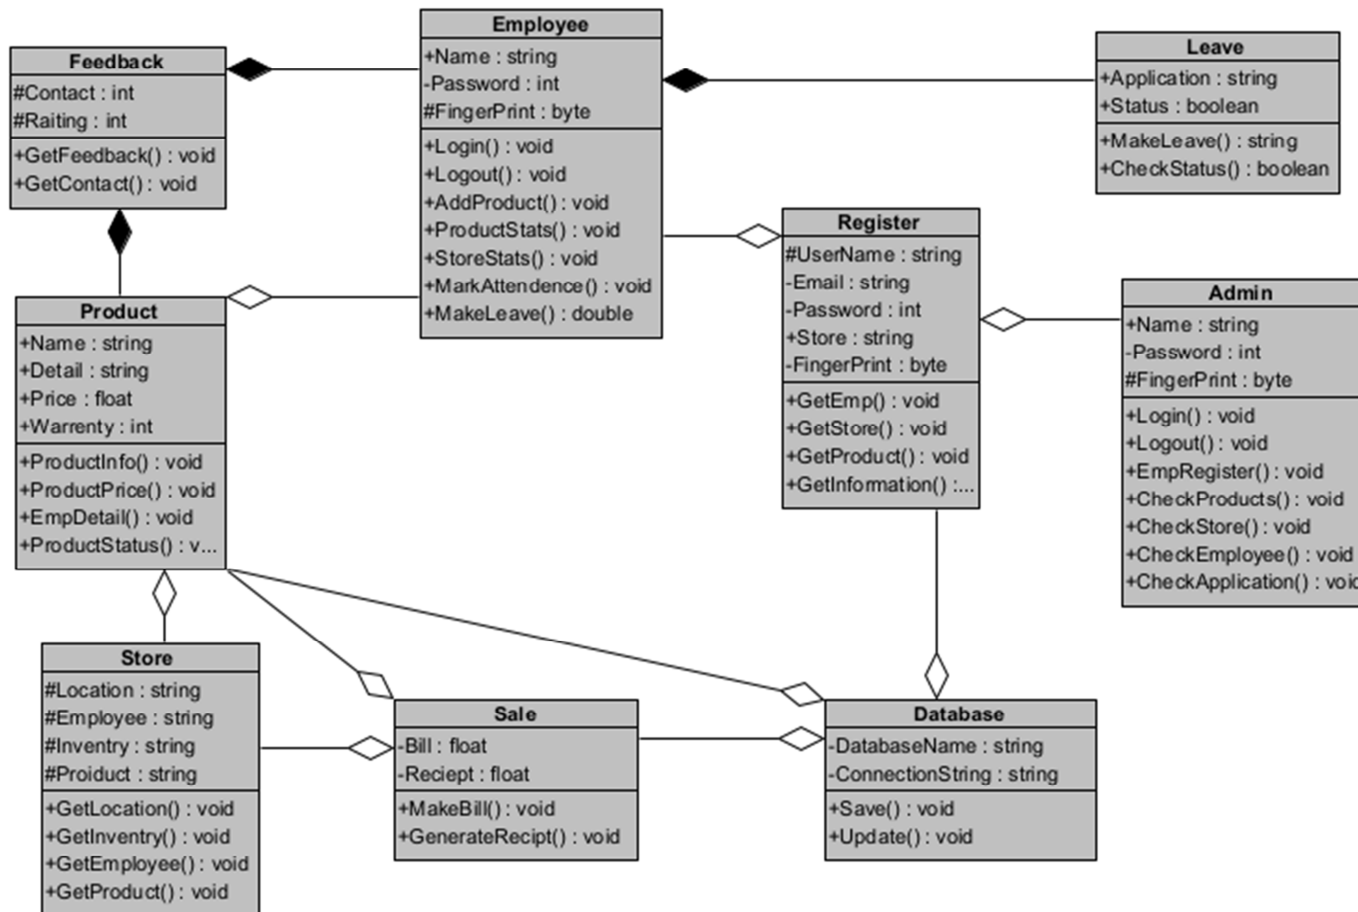 Feedback
#Contact : int
#Raiting : int
+GetFeedback() : void
+GetContact() : void
Employee
+Name : string
-Password : int
#FingerPrint : byte
+Login() : void
+Logout() : void
+AddProduct() : void
+ProductStats() : void
+StoreStats() : void
+MarkAttendence() : void
+MakeLeave() : double
Leave
+Application : string
+Status : boolean
+MakeLeave() : string
+CheckStatus() : boolean
Register
#UserName : string
-Email : string
-Password : int
+Store : string
-FingerPrint : byte
+GetEmp() : void
+GetStore() : void
+GetProduct() : void
+GetInformation() :...
Admin
+Name : string
-Password : int
#FingerPrint : byte
+Login() : void
+Logout() : void
+EmpRegister() : void
+CheckProducts() : void
+CheckStore() : void
+CheckEmployee() : void
+CheckApplication() : void
Product
+Name : string
+Detail : string
+Price : float
+Warrenty : int
+ProductInfo() : void
+ProductPrice() : void
+EmpDetail() : void
+ProductStatus() : v...
Store
#Location : string
#Employee : string
#Inventry : string
#Proiduct : string
+GetLocation() : void
+GetInventry() : void
+GetEmployee() : void
+GetProduct() : void
Sale
-Bill : float
-Reciept : float
+MakeBill() : void
+GenerateRecipt() : void
Database
-DatabaseName : string
-ConnectionString : string
+Save() : void
+Update() : void